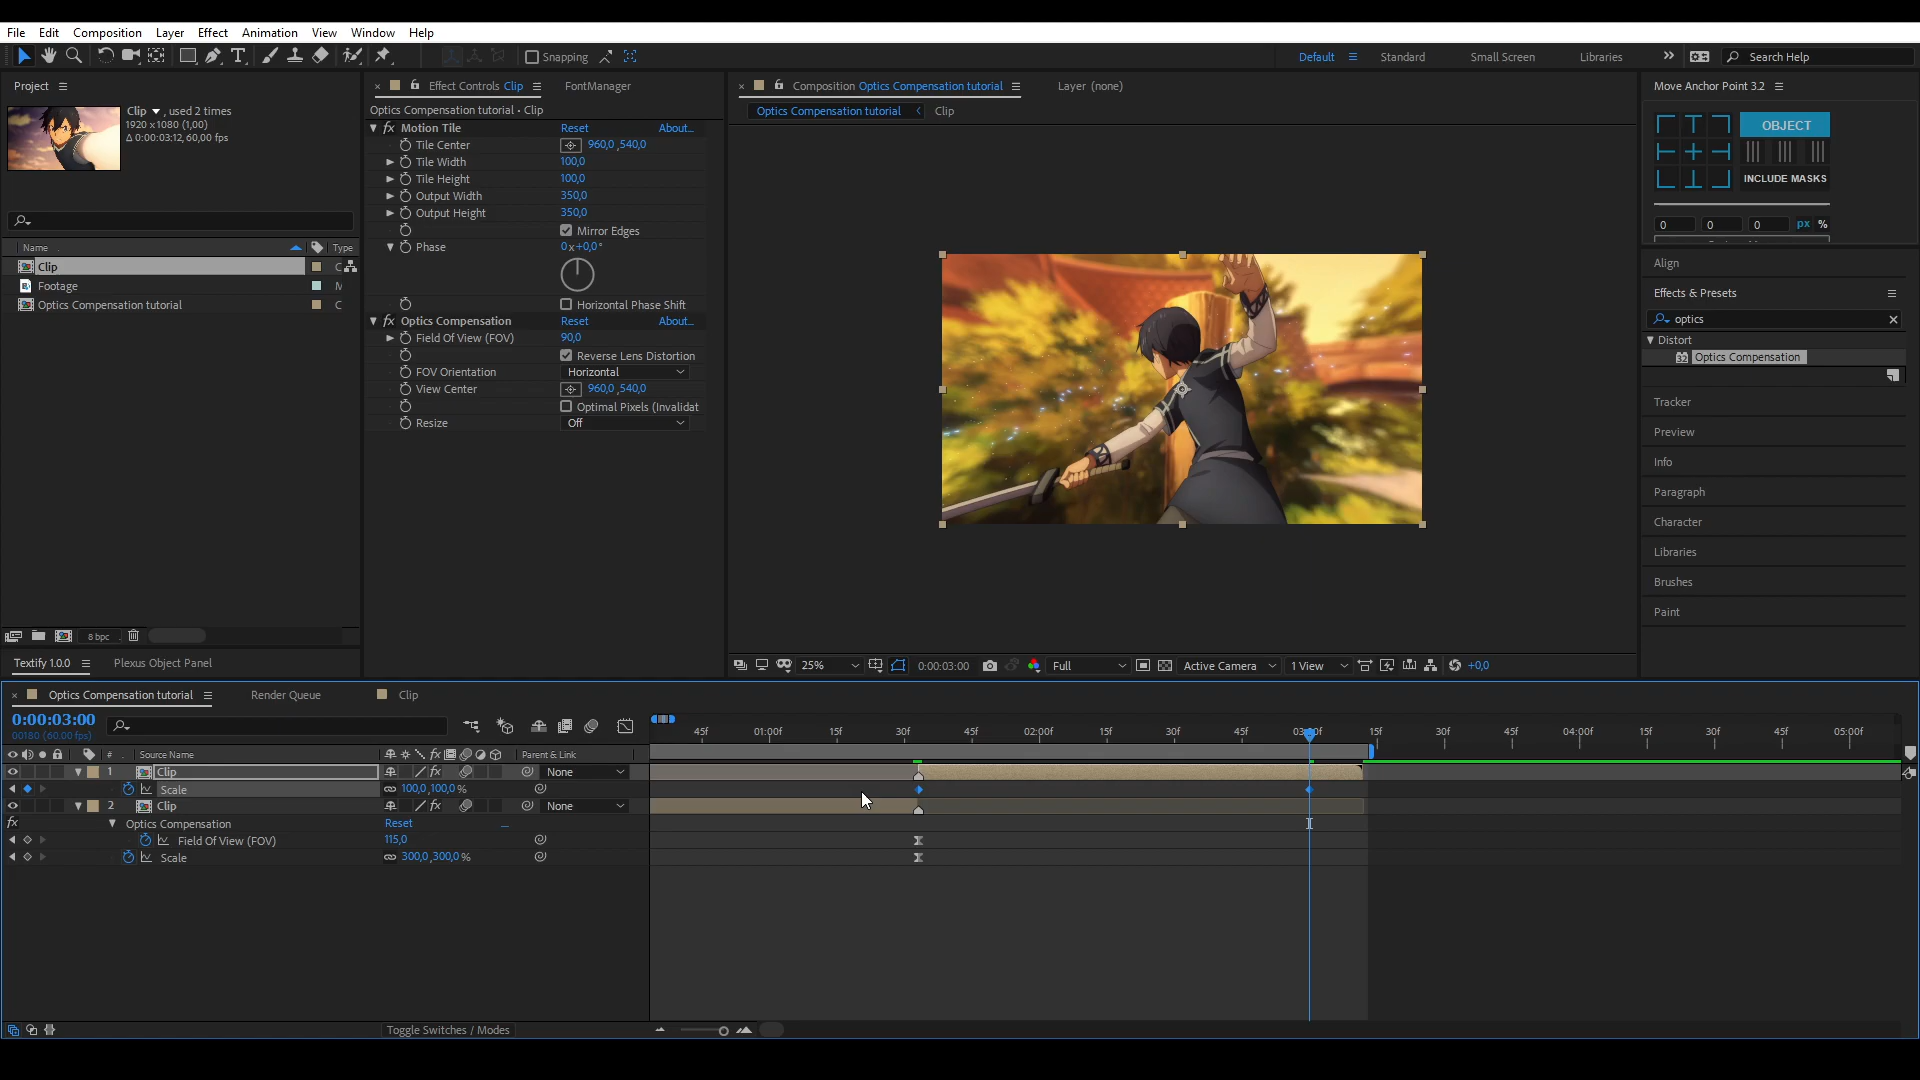 File Edit Composition Layer Effect Animation View Window Help
Snapping
Default Standard Small Screen Libraries Search Help
Project
Clip , used 2 times
1920 x1080 (1,00)
Δ 0:00:03;12, 60,00 fps
Name Type
Clip C
Footage M
Optics Compensation tutorial C
8 bpc
Textify 1.0.0 Plexus Object Panel
Effect Controls Clip FontManager
Optics Compensation tutorial • Clip
fx Motion Tile Reset About...
Tile Center 960,0 ,540,0
Tile Width 100,0
Tile Height 100,0
Output Width 350,0
Output Height 350,0
Mirror Edges
Phase 0x+0,0°
Horizontal Phase Shift
fx Optics Compensation Reset About...
Field Of View (FOV) 90,0
Reverse Lens Distortion
FOV Orientation Horizontal
View Center 960,0 ,540,0
Optimal Pixels (Invalidat
Resize Off
Composition Optics Compensation tutorial Layer (none)
Optics Compensation tutorial Clip
25% 0:00:03:00 Full Active Camera 1 View +0,0
Move Anchor Point 3.2
OBJECT
INCLUDE MASKS
0 0 0 px %
Align
Effects & Presets
optics
Distort
32 Optics Compensation
Tracker
Preview
Info
Paragraph
Character
Libraries
Brushes
Paint
Optics Compensation tutorial Render Queue Clip
0:00:03:00
00180 (60.00 fps)
45f 01:00f 15f 30f 45f 02:00f 15f 30f 45f 03:00f 15f 30f 45f 04:00f 15f 30f 45f 05:00f
# Source Name fx Parent & Link
1 Clip fx None
Scale 100,0 ,100,0 %
2 Clip fx None
fx Optics Compensation Reset
Field Of View (FOV) 115,0
Scale 300,0 ,300,0 %
Toggle Switches / Modes